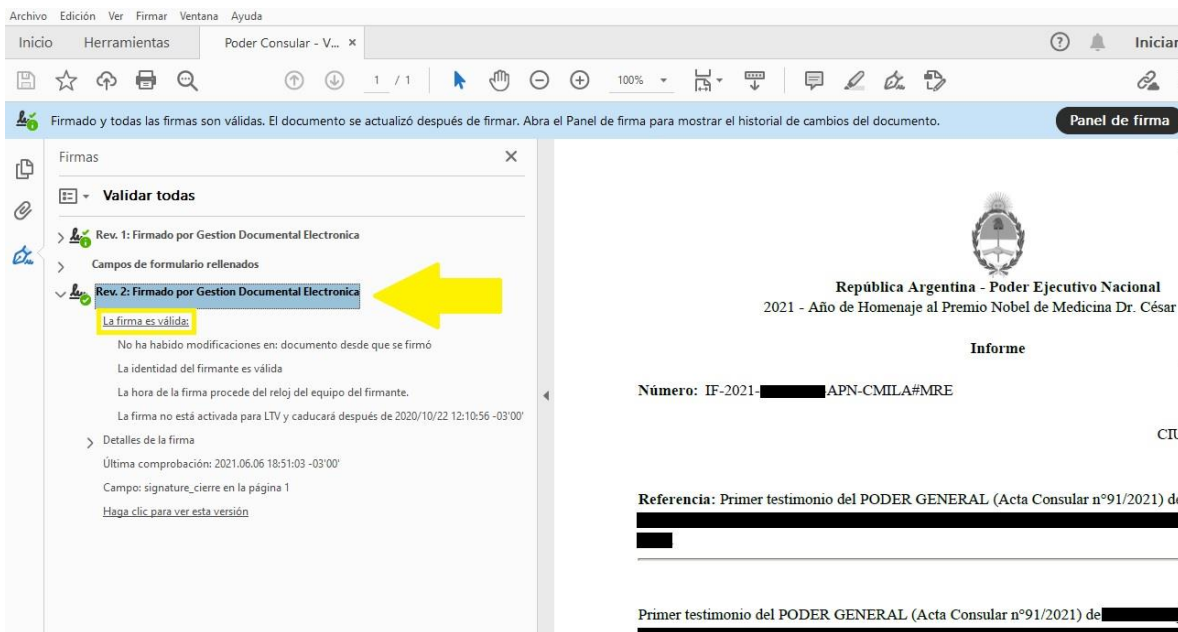 Archivo Edición Ver Firmar Ventana Ayuda
Inicio Herramientas Poder Consular - V... × ? Iniciar
1 / 1 100%
Firmado y todas las firmas son válidas. El documento se actualizó después de firmar. Abra el Panel de firma para mostrar el historial de cambios del documento. Panel de firma
Firmas ×
Validar todas
Rev. 1: Firmado por Gestion Documental Electronica
Campos de formulario rellenados
Rev. 2: Firmado por Gestion Documental Electronica
La firma es válida:
No ha habido modificaciones en: documento desde que se firmó
La identidad del firmante es válida
La hora de la firma procede del reloj del equipo del firmante.
La firma no está activada para LTV y caducará después de 2020/10/22 12:10:56 -03'00'
Detalles de la firma
Última comprobación: 2021.06.06 18:51:03 -03'00'
Campo: signature_cierre en la página 1
Haga clic para ver esta versión
República Argentina - Poder Ejecutivo Nacional
2021 - Año de Homenaje al Premio Nobel de Medicina Dr. César
Informe
Número: IF-2021- APN-CMILA#MRE
CIU
Referencia: Primer testimonio del PODER GENERAL (Acta Consular n°91/2021) de
Primer testimonio del PODER GENERAL (Acta Consular n°91/2021) de